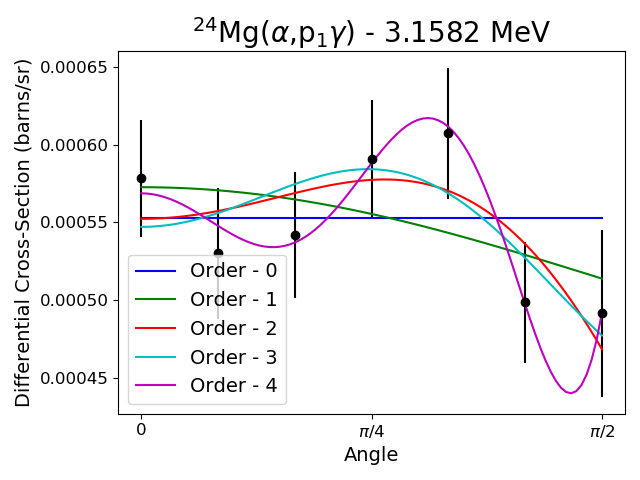 ²⁴Mg(α,p₁γ) - 3.1582 MeV
Differential Cross-Section (barns/sr)
0.00065
0.00060
0.00055
0.00050
0.00045
Order - 0
Order - 1
Order - 2
Order - 3
Order - 4
0
π/4
π/2
Angle